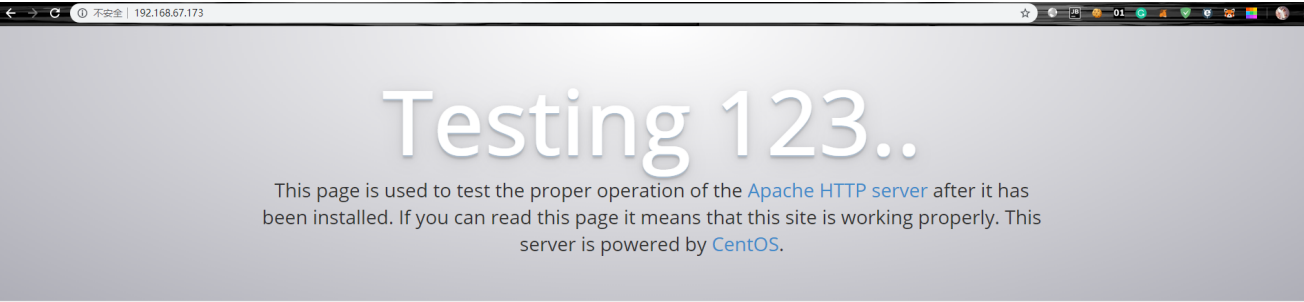 不安全 192.168.67.173
JB
01
Testing 123..
This page is used to test the proper operation of the Apache HTTP server after it has
been installed. If you can read this page it means that this site is working properly. This
server is powered by CentOS.